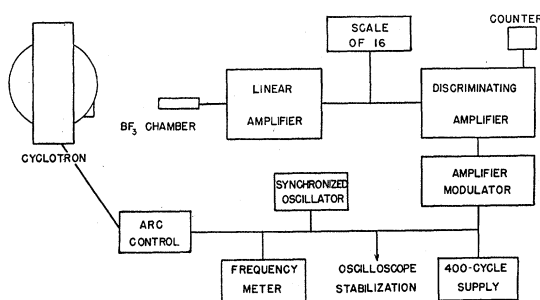 COUNTER
SCALE
OF 16
LINEAR
AMPLIFIER
DISCRIMINATING
AMPLIFIER
BF₃ CHAMBER
CYCLOTRON
AMPLIFIER
MODULATOR
SYNCHRONIZED
OSCILLATOR
ARC
CONTROL
FREQUENCY
METER
OSCILLOSCOPE
STABILIZATION
400-CYCLE
SUPPLY